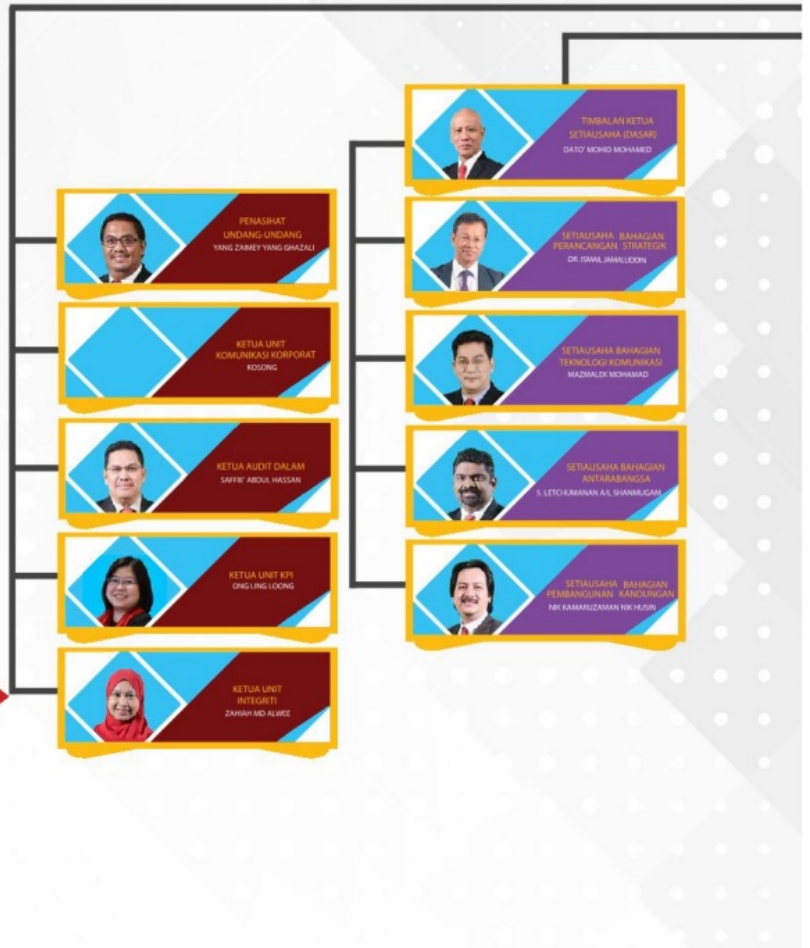 PENASIHAT
UNDANG-UNDANG
YANG ZAIMEY YANG GHAZALI
KETUA UNIT
KOMUNIKASI KORPORAT
KOSONG
KETUA AUDIT DALAM
SAFFIE' ABDUL HASSAN
KETUA UNIT KPI
ONG LING LOONG
KETUA UNIT
INTEGRITI
ZAHIAH MD ALWEE
TIMBALAN KETUA
SETIAUSAHA (DASAR)
DATO' MOHID MOHAMED
SETIAUSAHA BAHAGIAN
PERANCANGAN STRATEGIK
DR. ISMAIL JAMALUDDIN
SETIAUSAHA BAHAGIAN
TEKNOLOGI KOMUNIKASI
MAZMALEK MOHAMAD
SETIAUSAHA BAHAGIAN
ANTARABANGSA
S. LETCHUMANAN A/L SHANMUGAM
SETIAUSAHA BAHAGIAN
PEMBANGUNAN KANDUNGAN
NIK KAMARUZAMAN NIK HUSIN